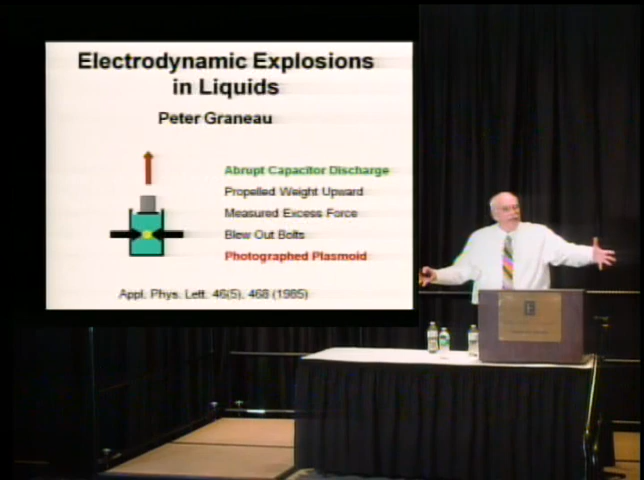 Electrodynamic Explosions
in Liquids
Peter Graneau
Abrupt Capacitor Discharge
Propelled Weight Upward
Measured Excess Force
Blew Out Bolts
Photographed Plasmoid
Appl. Phys. Lett. 46(5), 468 (1985)